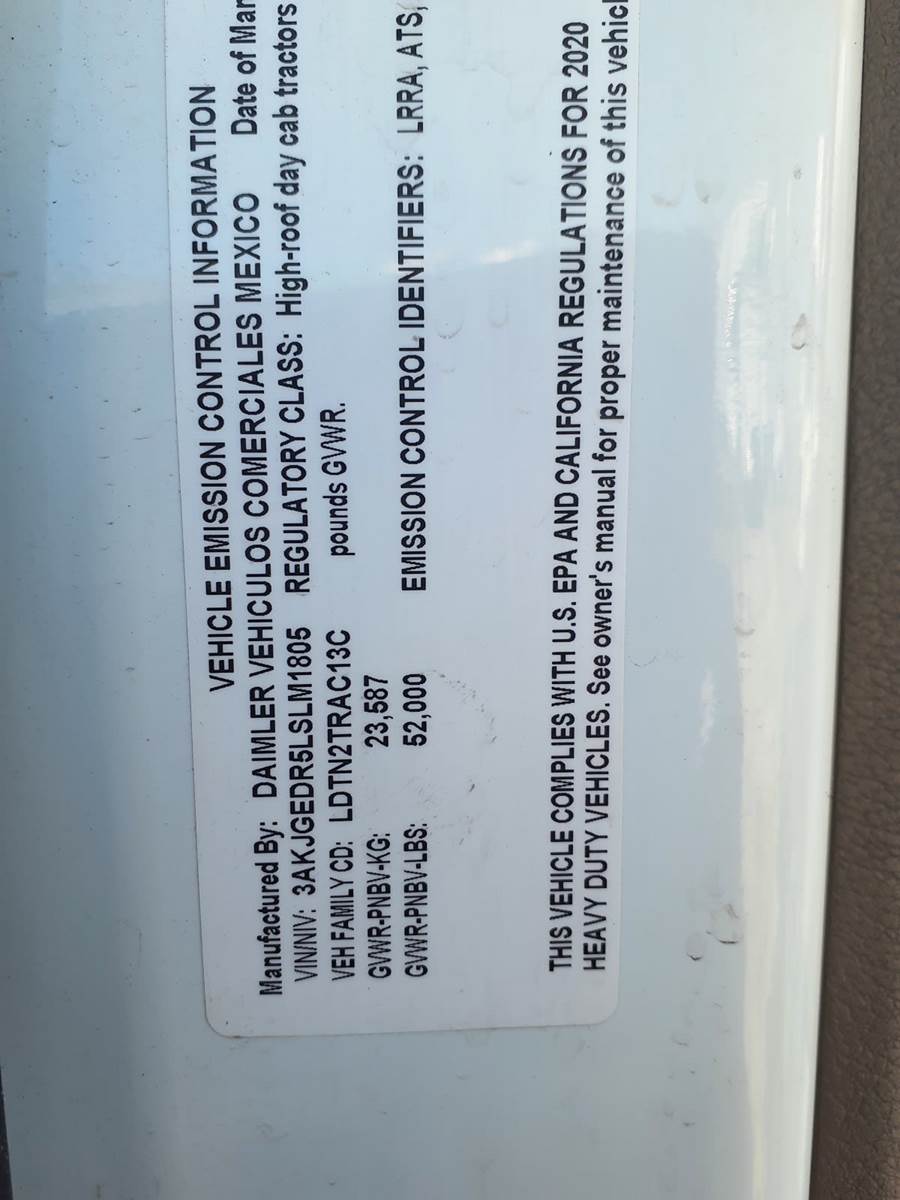 VEHICLE EMISSION CONTROL INFORMATION
Manufactured By: DAIMLER VEHICULOS COMERCIALES MEXICO Date of Man
VIN/NIV: 3AKJGEDR5LSLM1805 REGULATORY CLASS: High-roof day cab tractors
VEH FAMILY CD: LDTN2TRAC13C pounds GVWR.
GVWR-PNBV-KG: 23,587
GVWR-PNBV-LBS: 52,000 EMISSION CONTROL IDENTIFIERS: LRRA, ATS,
THIS VEHICLE COMPLIES WITH U.S. EPA AND CALIFORNIA REGULATIONS FOR 2020
HEAVY DUTY VEHICLES. See owner's manual for proper maintenance of this vehicl